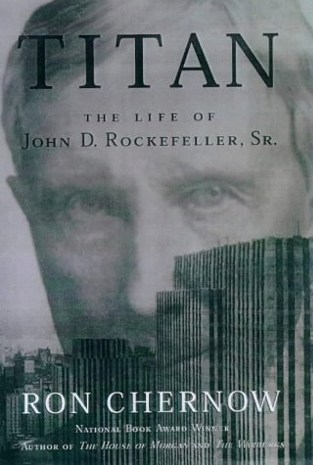 TITAN
THE LIFE OF
JOHN D. ROCKEFELLER, SR.
RON CHERNOW
NATIONAL BOOK AWARD WINNER
AUTHOR OF THE HOUSE OF MORGAN AND THE WARBURGS